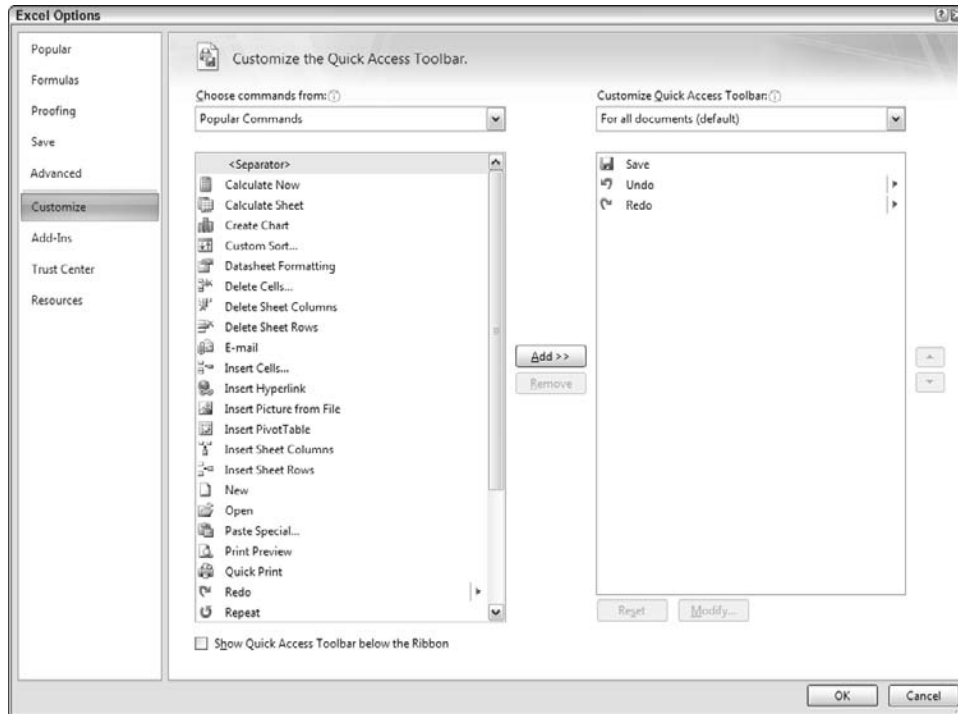 Excel Options
Popular
Formulas
Proofing
Save
Advanced
Customize
Add-Ins
Trust Center
Resources
Customize the Quick Access Toolbar.
Choose commands from:
Popular Commands
<Separator>
Calculate Now
Calculate Sheet
Create Chart
Custom Sort...
Datasheet Formatting
Delete Cells...
Delete Sheet Columns
Delete Sheet Rows
E-mail
Insert Cells...
Insert Hyperlink
Insert Picture from File
Insert PivotTable
Insert Sheet Columns
Insert Sheet Rows
New
Open
Paste Special...
Print Preview
Quick Print
Redo
Repeat
Show Quick Access Toolbar below the Ribbon
Add >>
Remove
Customize Quick Access Toolbar:
For all documents (default)
Save
Undo
Redo
Reset
Modify...
OK
Cancel